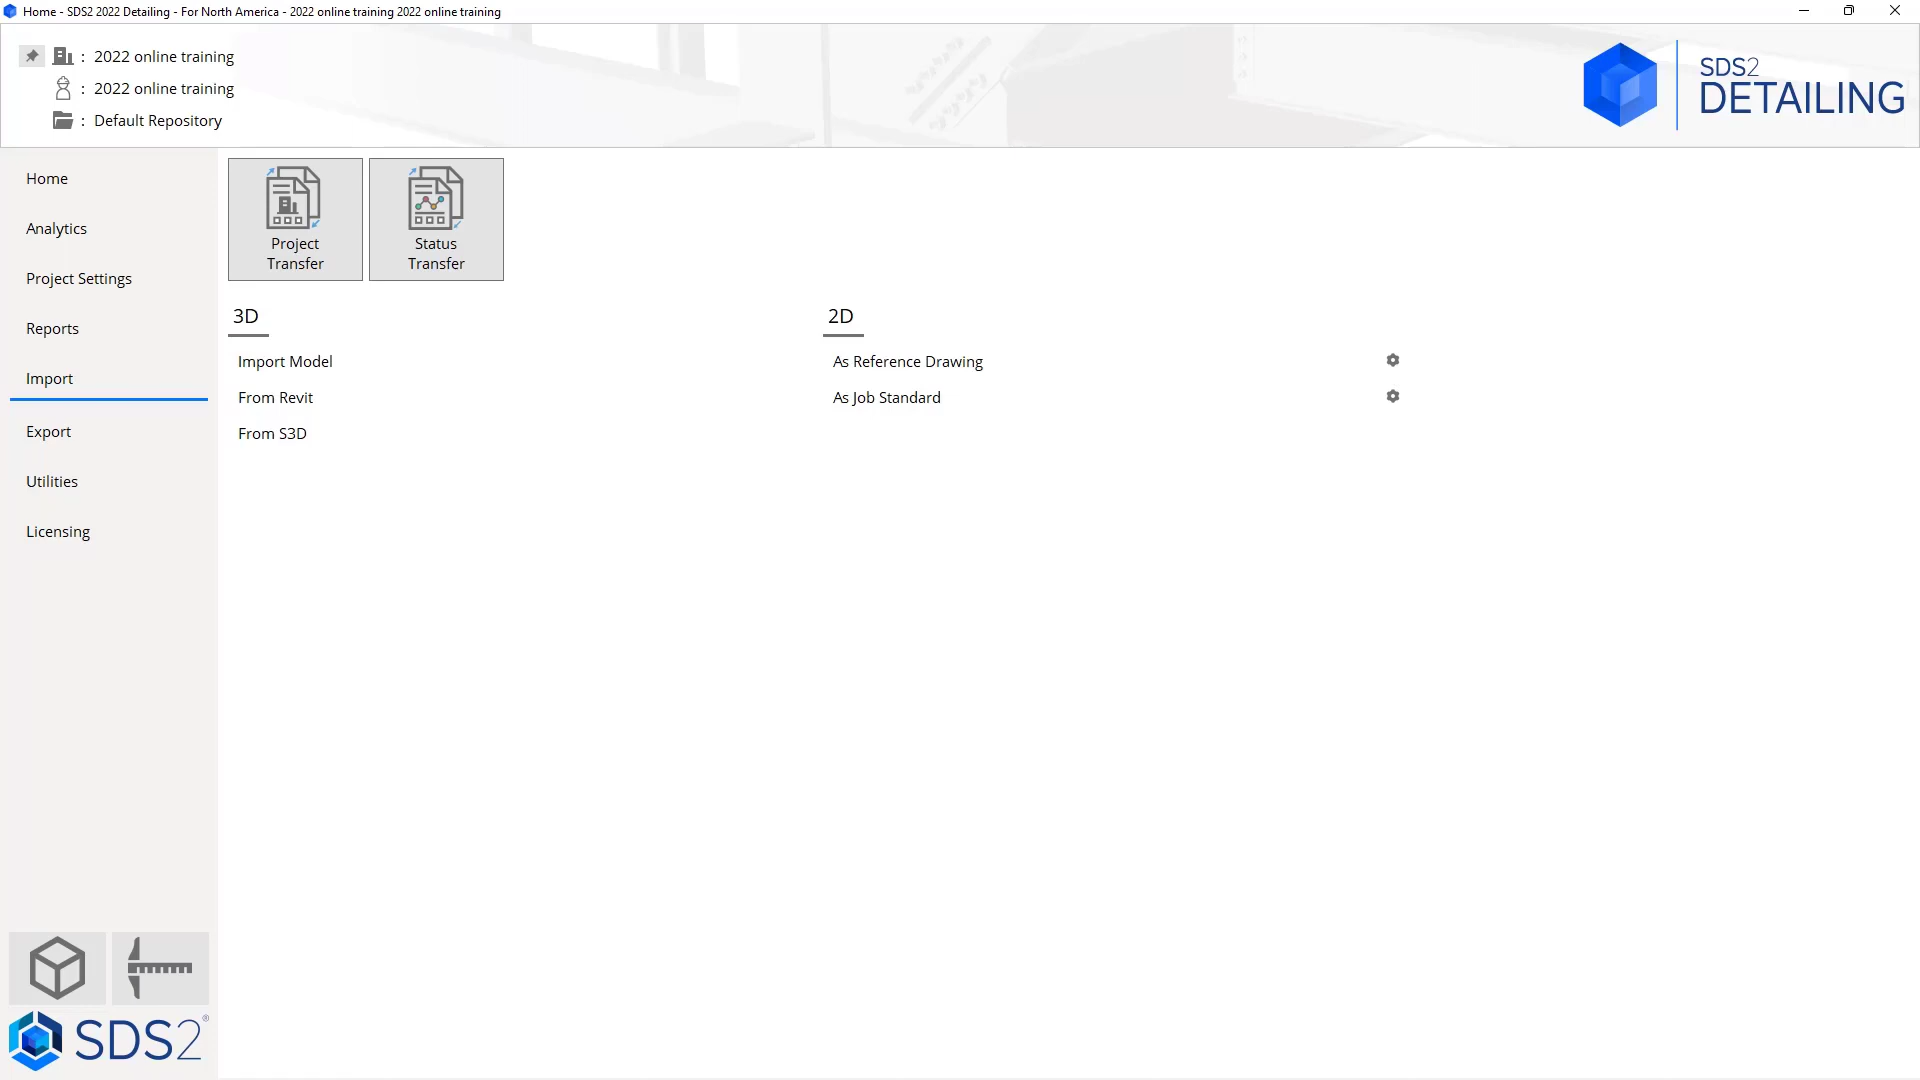 Home - SDS2 2022 Detailing - For North America - 2022 online training 2022 online training
: 2022 online training
: 2022 online training
: Default Repository
SDS2
DETAILING
Home
Analytics
Project Settings
Reports
Import
Export
Utilities
Licensing
Project
Transfer
Status
Transfer
3D
Import Model
From Revit
From S3D
2D
As Reference Drawing
As Job Standard
SDS2®